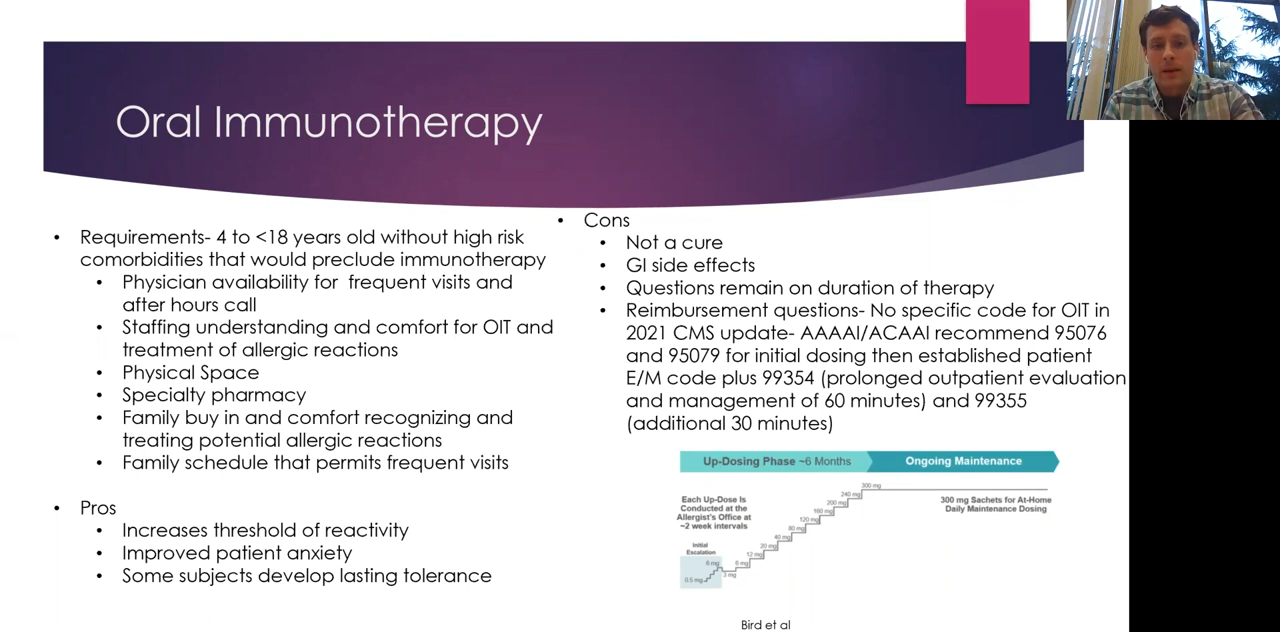 Oral Immunotherapy
• Requirements- 4 to <18 years old without high risk
comorbidities that would preclude immunotherapy
• Physician availability for frequent visits and
after hours call
• Staffing understanding and comfort for OIT and
treatment of allergic reactions
• Physical Space
• Specialty pharmacy
• Family buy in and comfort recognizing and
treating potential allergic reactions
• Family schedule that permits frequent visits
• Pros
• Increases threshold of reactivity
• Improved patient anxiety
• Some subjects develop lasting tolerance
• Cons
• Not a cure
• GI side effects
• Questions remain on duration of therapy
• Reimbursement questions- No specific code for OIT in
2021 CMS update- AAAAI/ACAAI recommend 95076
and 95079 for initial dosing then established patient
E/M code plus 99354 (prolonged outpatient evaluation
and management of 60 minutes) and 99355
(additional 30 minutes)
Up-Dosing Phase ~6 Months
Ongoing Maintenance
Each Up-Dose Is
Conducted at the
Allergist's Office at
~2 week intervals
Initial
Escalation
0.5 mg
6 mg
3 mg
6 mg
12 mg
20 mg
40 mg
80 mg
120 mg
160 mg
200 mg
240 mg
300 mg
300 mg Sachets for At-Home
Daily Maintenance Dosing
Bird et al